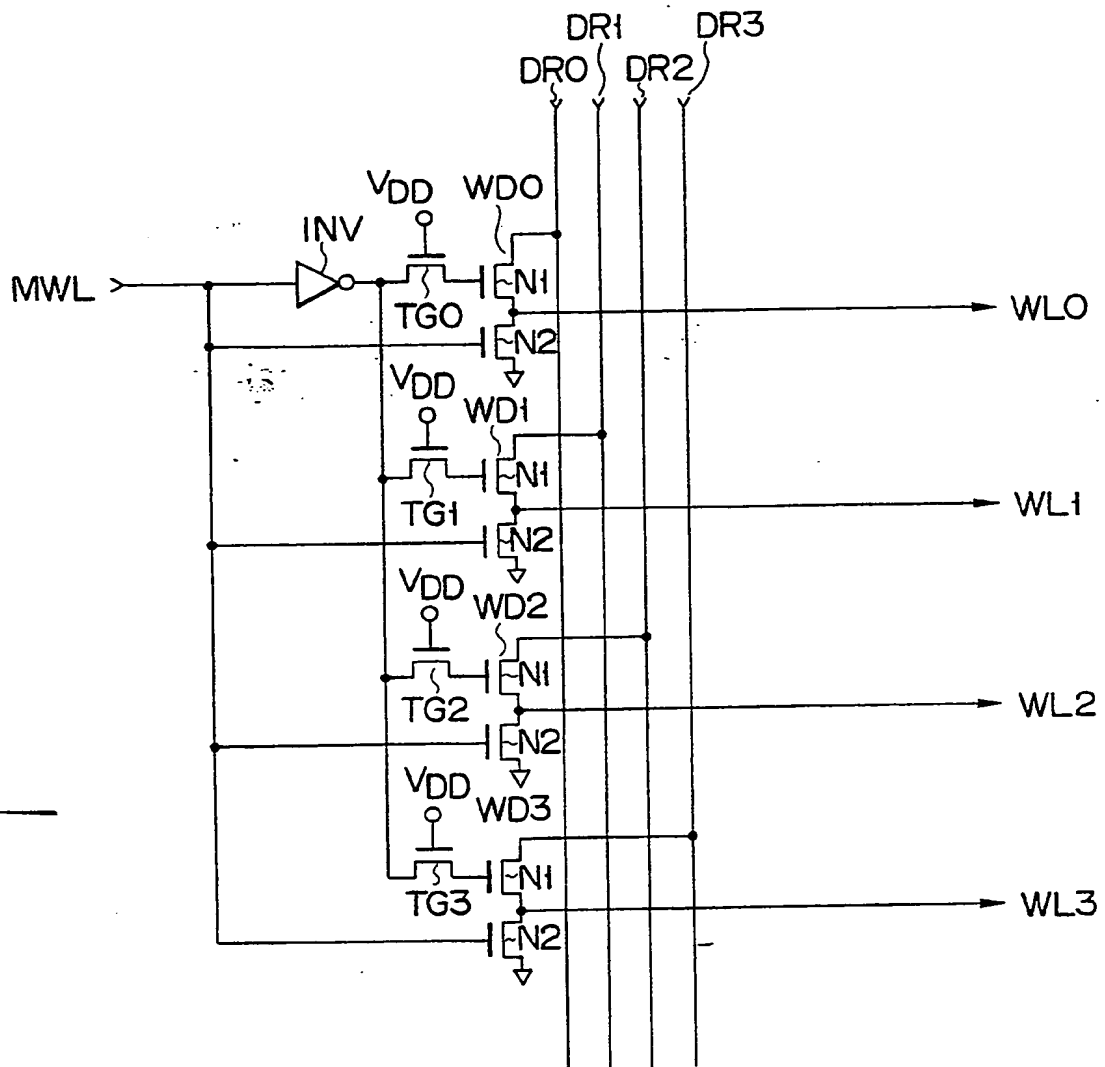 DR1 DR3
DR0 DR2
VDD WD0
INV
MWL N1
TG0 WL0
N2
VDD WD1
N1
TG1 WL1
N2
VDD WD2
N1
TG2 WL2
N2
VDD WD3
N1
TG3 WL3
N2